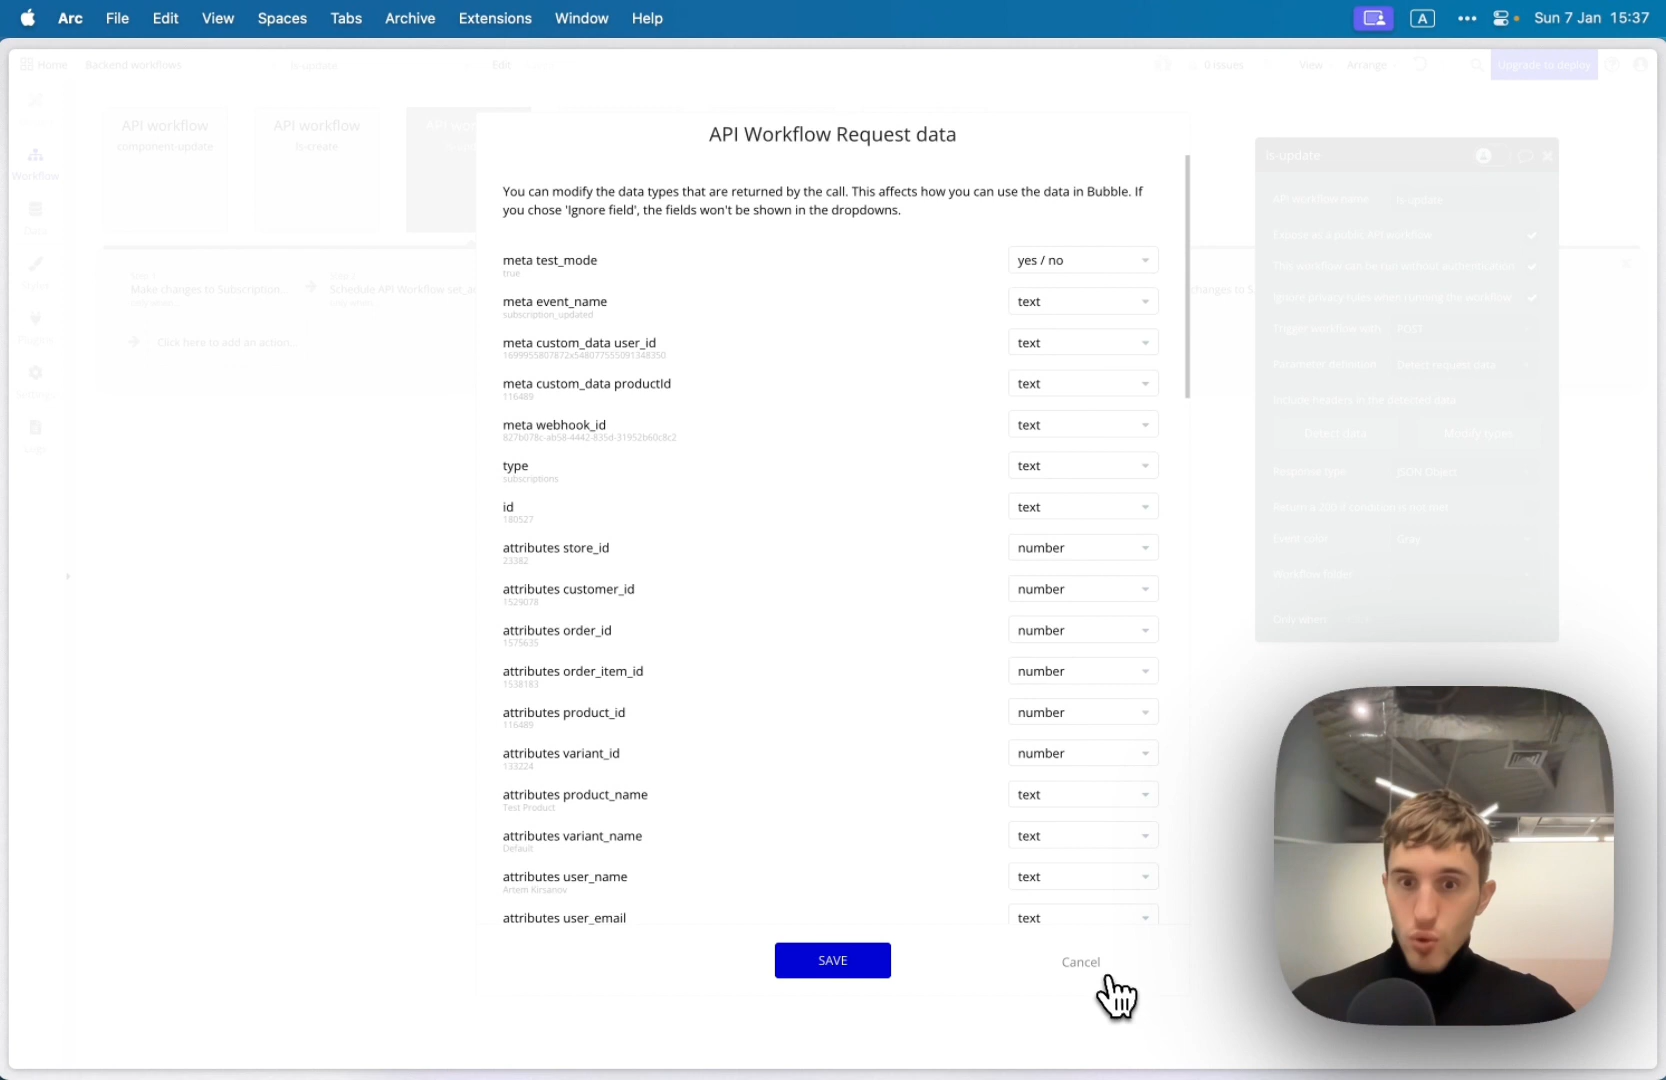 Arc File Edit View Spaces Tabs Archive Extensions Window Help
A Sun 7 Jan 15:37
Home Backend workflows ls-update Edit 0 issues View Arrange Upgrade to deploy
API workflow
component-update
API workflow
ls-create
Workflow
Data
Styles
Plugins
Settings
Logs
Step 1
Make changes to Subscription...
Step 2
Schedule API Workflow
Click here to add an action...
API Workflow Request data
You can modify the data types that are returned by the call. This affects how you can use the data in Bubble. If
you chose 'Ignore field', the fields won't be shown in the dropdowns.
meta test_mode yes / no
true
meta event_name text
subscription_updated
meta custom_data user_id text
1699955807872x548077555091348350
meta custom_data productId text
116489
meta webhook_id text
827b078c-ab58-4442-835d-31952b60c8c2
type text
subscriptions
id text
180527
attributes store_id number
23382
attributes customer_id number
1529078
attributes order_id number
1575635
attributes order_item_id number
1538183
attributes product_id number
116489
attributes variant_id number
133224
attributes product_name text
Test Product
attributes variant_name text
Default
attributes user_name text
Artem Kirsanov
attributes user_email text
SAVE Cancel
ls-update
API workflow name ls-update
Expose as a public API workflow
This workflow can be run without authentication
Ignore privacy rules when running the workflow
Trigger workflow with POST
Parameter definition Detect request data
Include headers in the detected data
Detect data Modify types
Response type JSON Object
Return a 200 if condition is not met
Event color Gray
Workflow folder
Only when